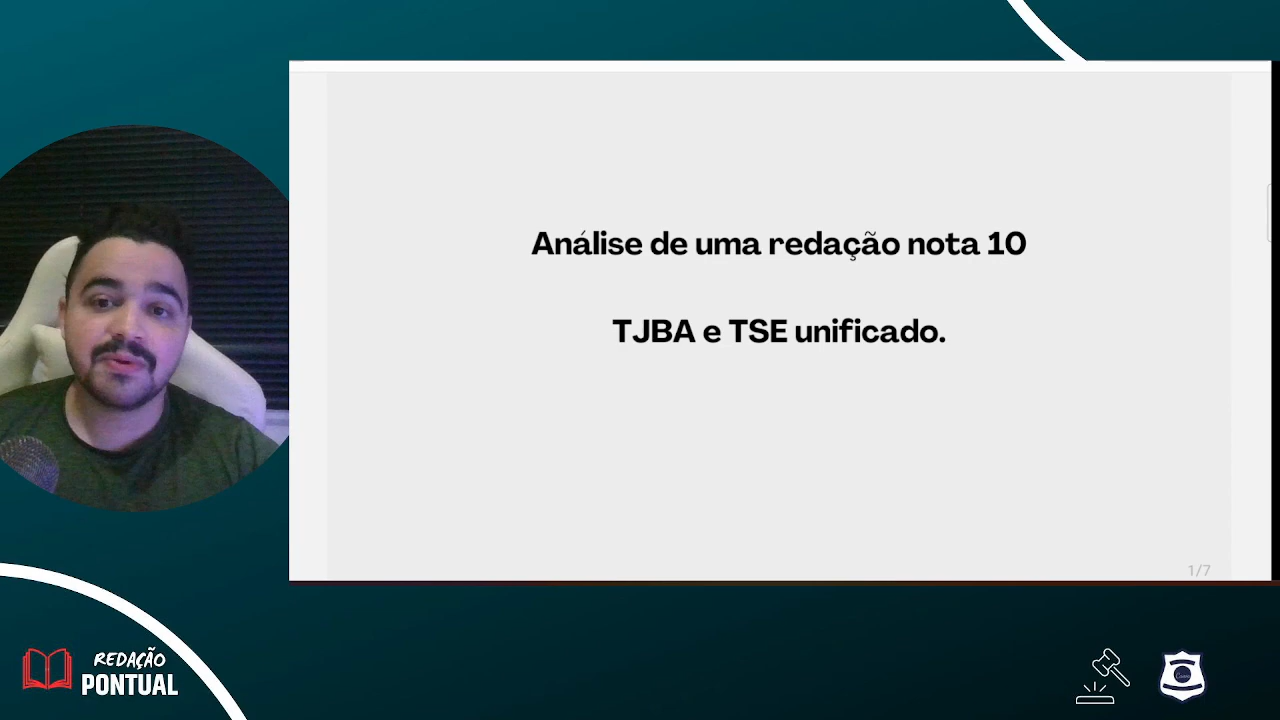 Análise de uma redação nota 10
TJBA e TSE unificado.
1/7
REDAÇÃO
PONTUAL